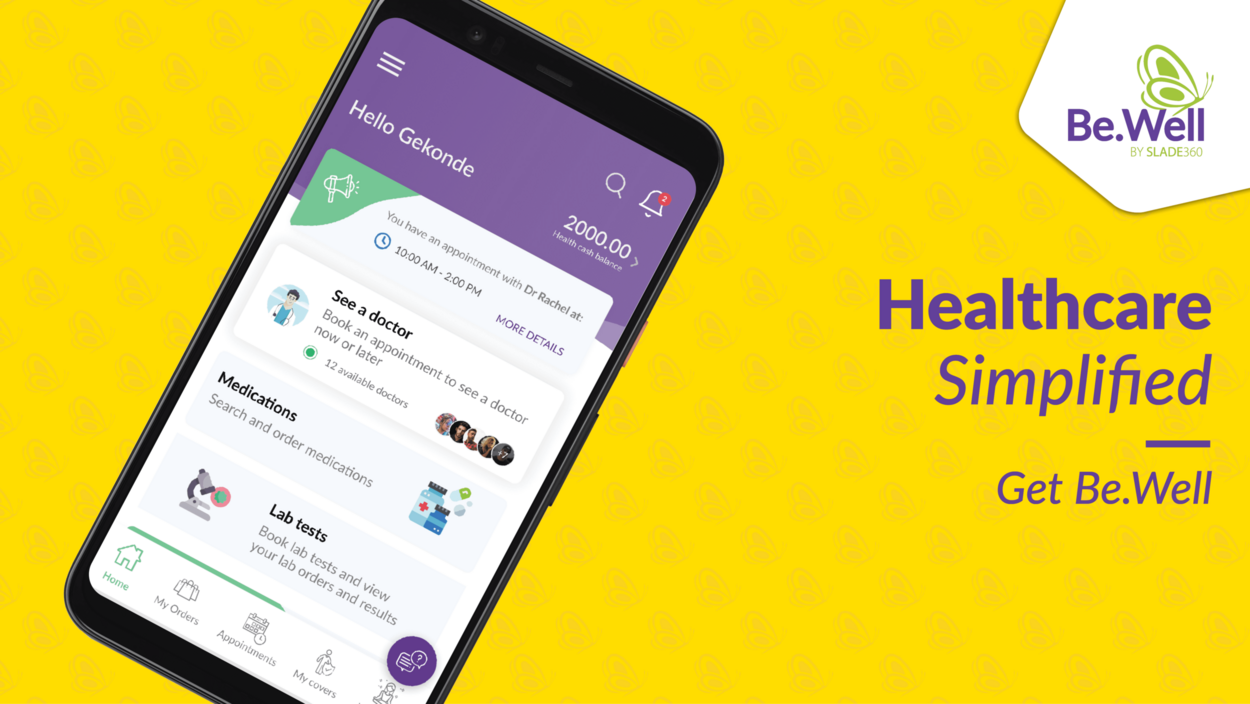 Hello Gekonde
2
2000.00
Health cash balance
You have an appointment with Dr Rachel at:
10:00 AM - 2:00 PM
MORE DETAILS
See a doctor
Book an appointment to see a doctor
now or later
12 available doctors
+7
Medications
Search and order medications
Lab tests
Book lab tests and view
your lab orders and results
Home
My Orders
Appointments
My covers
?
Be.Well
BY SLADE360
Healthcare
Simplified
Get Be.Well